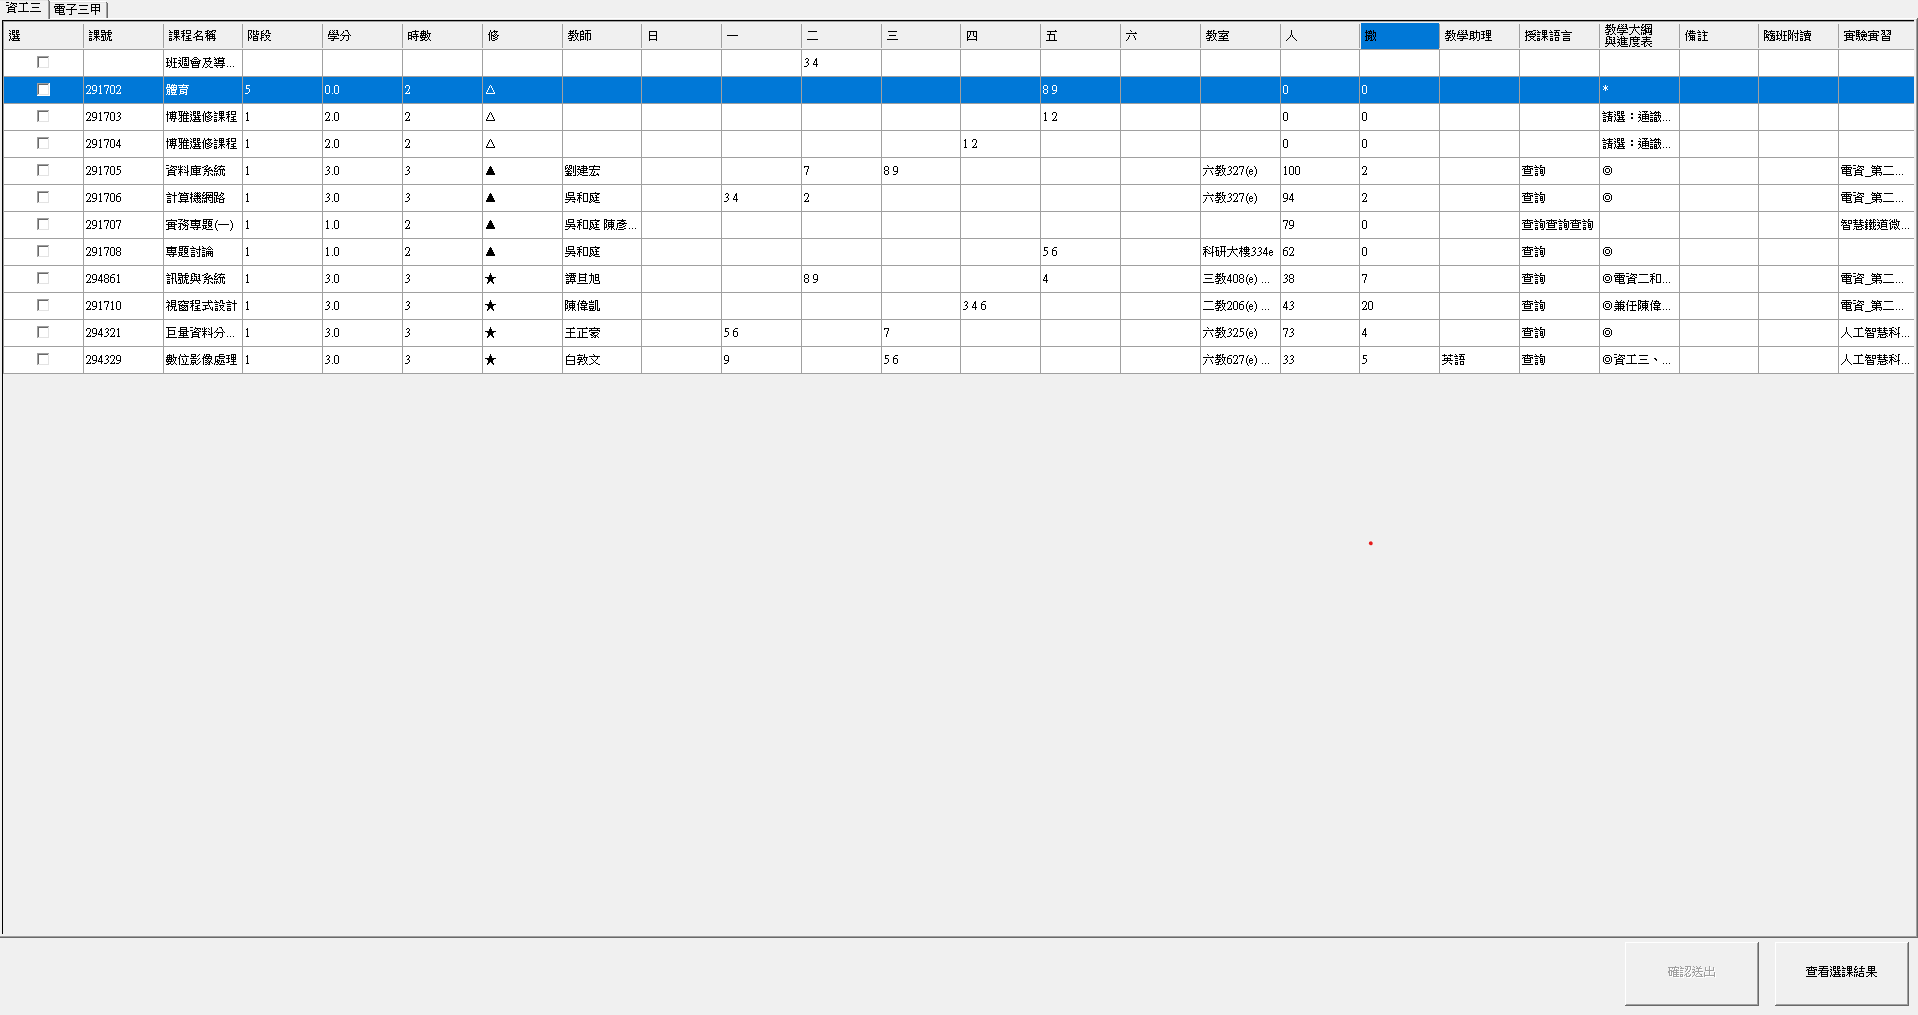 資工三 電子三甲
選 課號 課程名稱 階段 學分 時數 修 教師 日 一 二 三 四 五 六 教室 人 撤 教學助理 授課語言 教學大綱與進度表 備註 隨班附讀 實驗實習
班週會及導... 3 4
291702 體育 5 0.0 2 △ 8 9 0 0 *
291703 博雅選修課程 1 2.0 2 △ 1 2 0 0 請選：通識...
291704 博雅選修課程 1 2.0 2 △ 1 2 0 0 請選：通識...
291705 資料庫系統 1 3.0 3 ▲ 劉建宏 7 8 9 六教327(e) 100 2 查詢 ◎ 電資_第二...
291706 計算機網路 1 3.0 3 ▲ 吳和庭 3 4 2 六教327(e) 94 2 查詢 ◎ 電資_第二...
291707 實務專題(一) 1 1.0 2 ▲ 吳和庭 陳彥... 79 0 查詢查詢查詢 智慧鐵道微...
291708 專題討論 1 1.0 2 ▲ 吳和庭 5 6 科研大樓334e 62 0 查詢 ◎
294861 訊號與系統 1 3.0 3 ★ 譚旦旭 8 9 4 三教408(e) ... 38 7 查詢 ◎電資二和... 電資_第二...
291710 視窗程式設計 1 3.0 3 ★ 陳偉凱 3 4 6 二教206(e) ... 43 20 查詢 ◎兼任陳偉... 電資_第二...
294321 巨量資料分... 1 3.0 3 ★ 王正豪 5 6 7 六教325(e) 73 4 查詢 ◎ 人工智慧科...
294329 數位影像處理 1 3.0 3 ★ 白敦文 9 5 6 六教627(e) ... 33 5 英語 查詢 ◎資工三、... 人工智慧科...
確認送出 查看選課結果